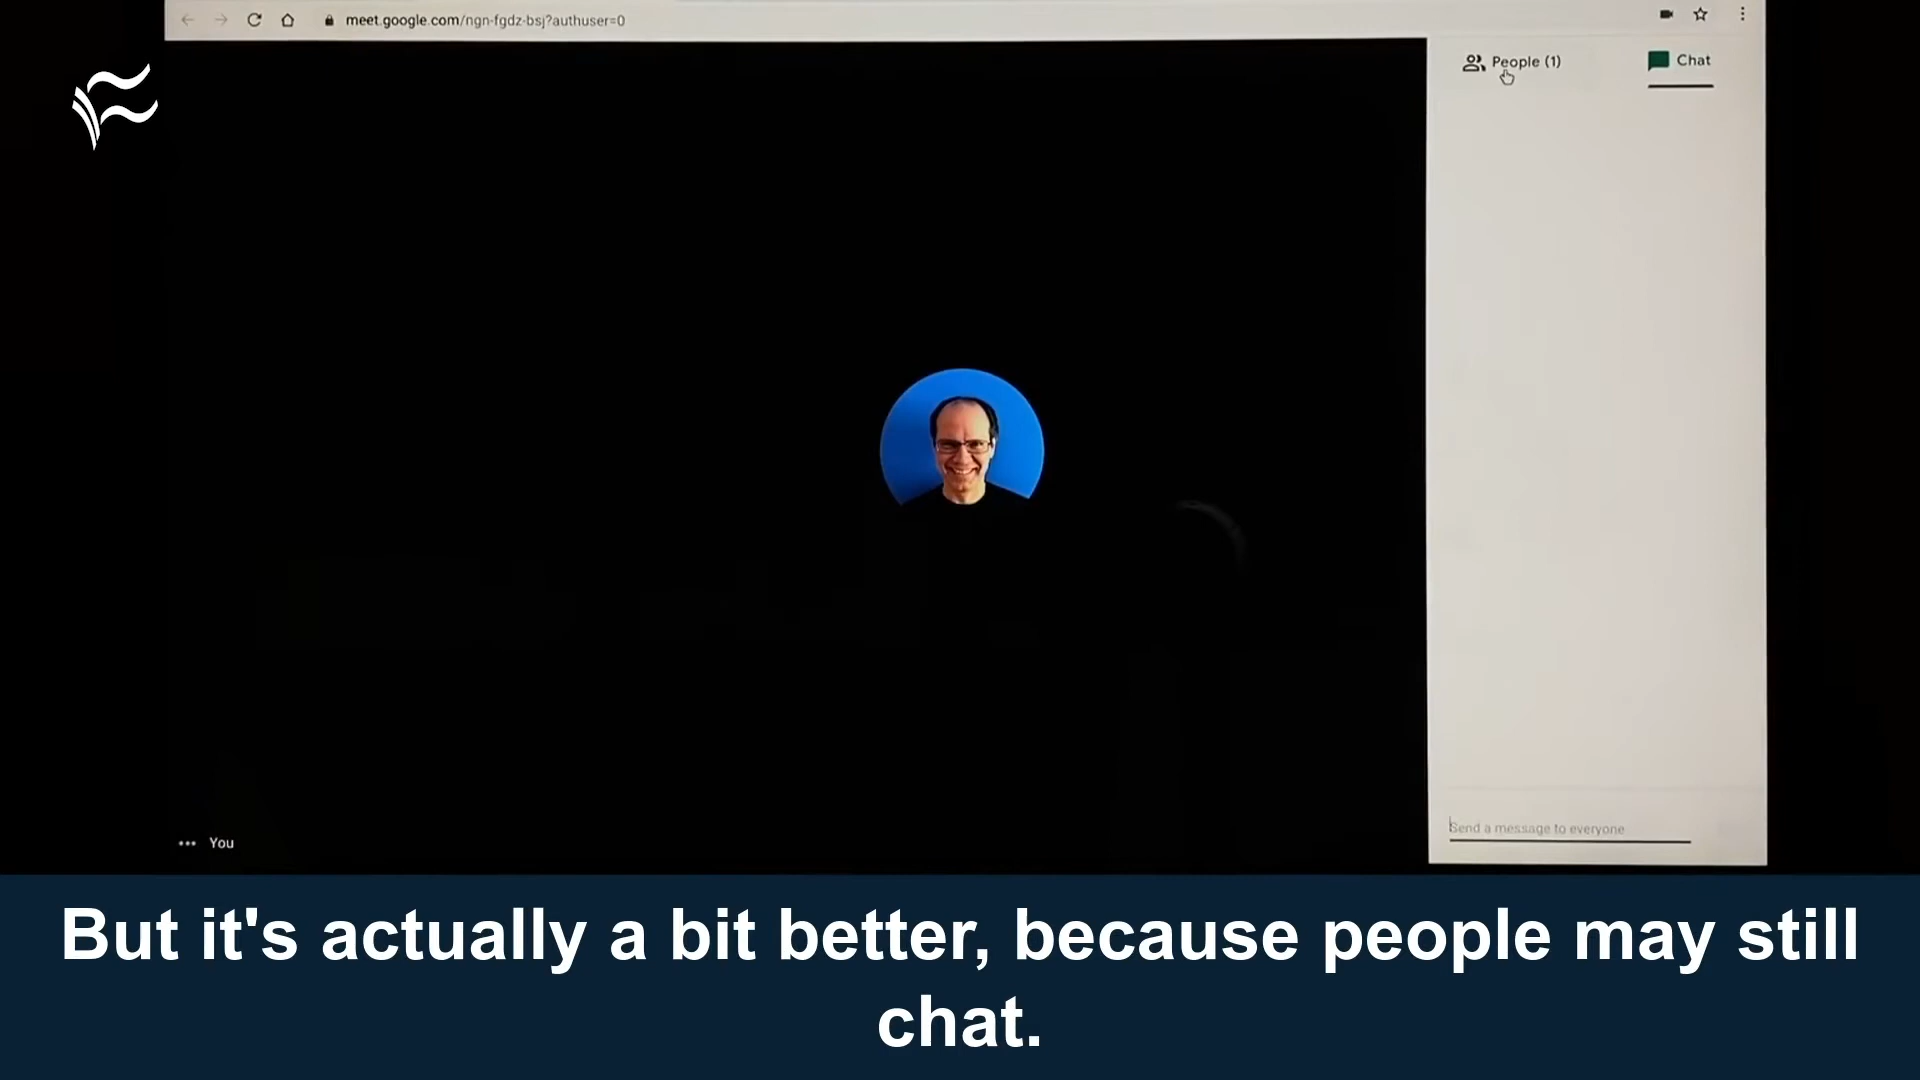 meet.google.com/ngn-fgdz-bsj?authuser=0
People (1)
Chat
Send a message to everyone
You
But it's actually a bit better, because people may still
chat.